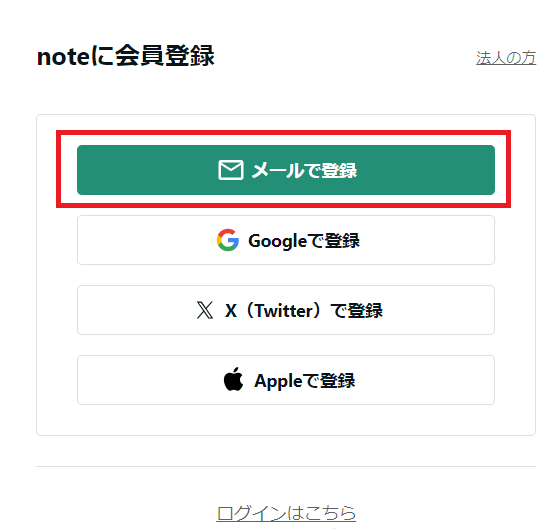 noteに会員登録
法人の方
メールで登録
Googleで登録
X（Twitter）で登録
Appleで登録
ログインはこちら